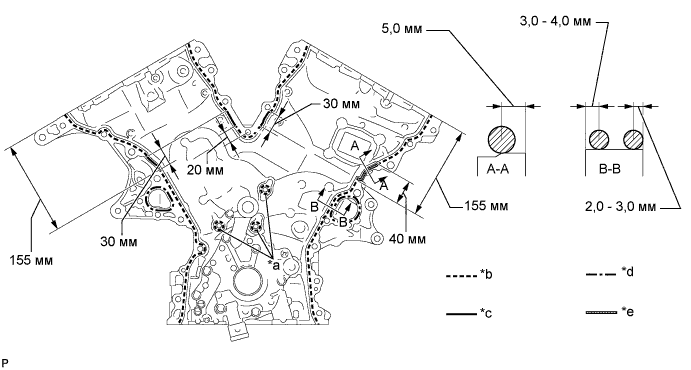 5,0 мм
3,0 - 4,0 мм
30 мм
A
A
A-A
B-B
20 мм
B
B
2,0 - 3,0 мм
155 мм
40 мм
30 мм
155 мм
*a
*b
*d
*c
*e
P